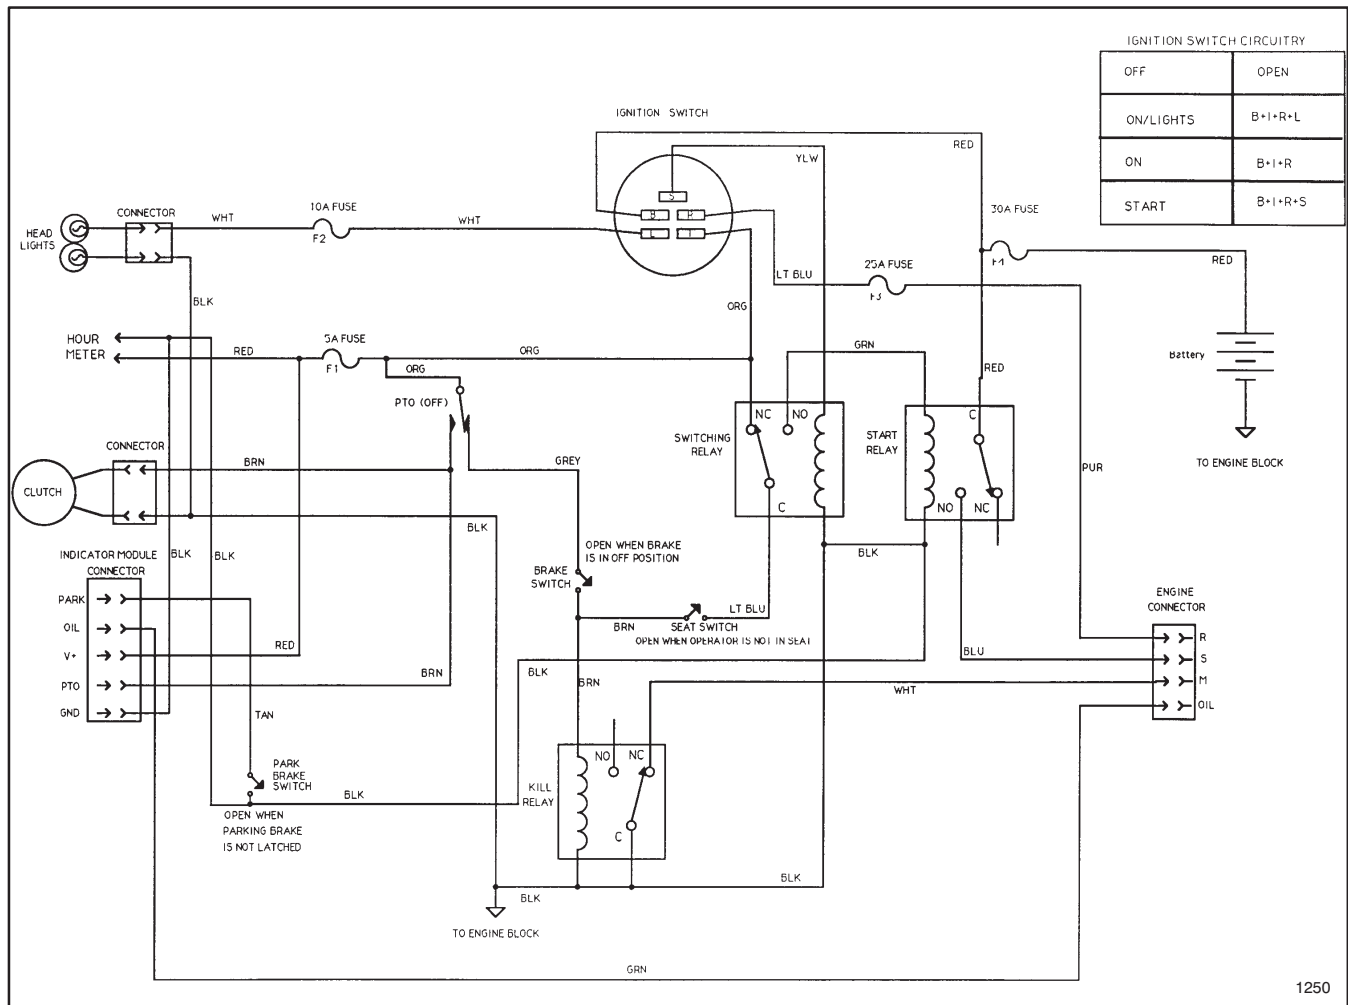 IGNITION SWITCH CIRCUITRY
OFF OPEN
ON/LIGHTS B+I+R+L
ON B+I+R
START B+I+R+S
IGNITION SWITCH
YLW
RED
S
B R
L I
HEAD
LIGHTS
CONNECTOR
WHT
10A FUSE
F2
WHT
30A FUSE
RED
25A FUSE
LT BLU
BLK
ORG
HOUR
METER
RED
5A FUSE
F1
ORG
ORG
GRN
RED
Battery
PTO (OFF)
SWITCHING
RELAY
NC NO
C
START
RELAY
C
NO NC
TO ENGINE BLOCK
PUR
CONNECTOR
CLUTCH
BRN
GREY
BLK
BLK
BLK
BLK
OPEN WHEN BRAKE
IS IN OFF POSITION
BRAKE
SWITCH
INDICATOR MODULE
CONNECTOR
PARK
OIL
V+
PTO
GND
RED
BRN
TAN
BRN
SEAT SWITCH
LT BLU
OPEN WHEN OPERATOR IS NOT IN SEAT
BLK
BRN
BLU
WHT
ENGINE
CONNECTOR
R
S
M
OIL
PARK
BRAKE
SWITCH
BLK
OPEN WHEN
PARKING BRAKE
IS NOT LATCHED
KILL
RELAY
NO NC
C
BLK
BLK
TO ENGINE BLOCK
GRN
1250